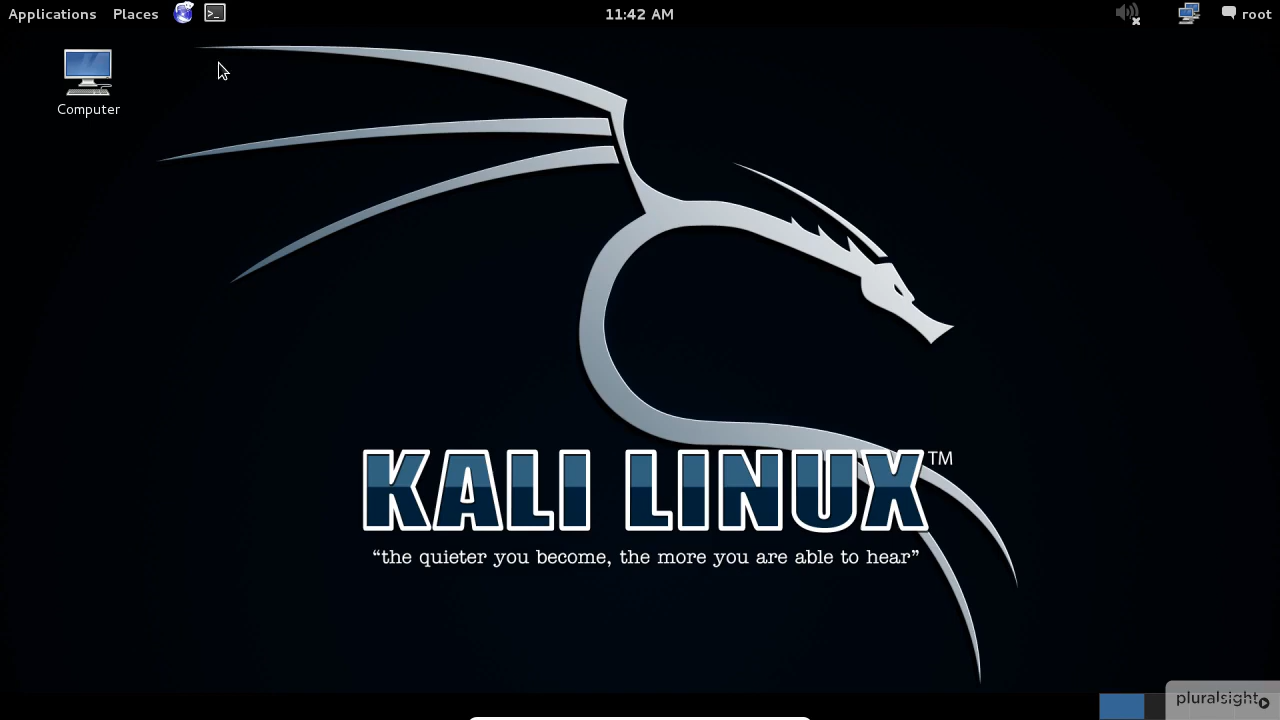 Applications Places 11:42 AM root
Computer
KALI LINUX™
“the quieter you become, the more you are able to hear”
pluralsight